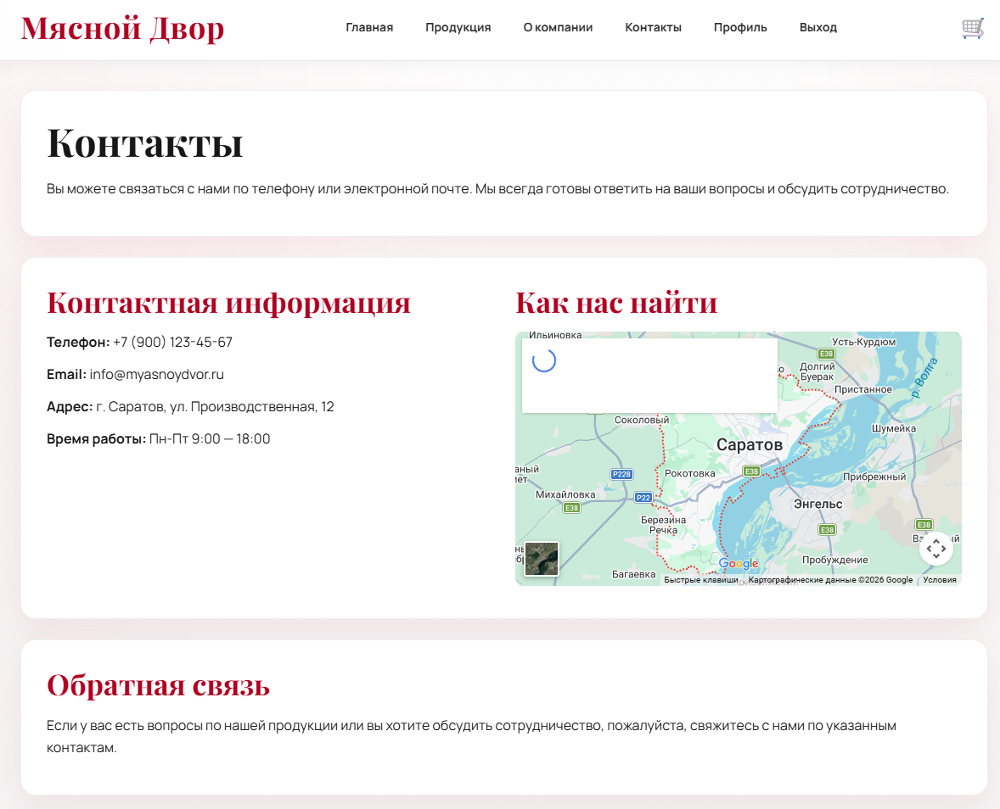 Мясной Двор
Главная
Продукция
О компании
Контакты
Профиль
Выход
Контакты
Вы можете связаться с нами по телефону или электронной почте. Мы всегда готовы ответить на ваши вопросы и обсудить сотрудничество.
Контактная информация
Телефон: +7 (900) 123-45-67
Email: info@myasnoydvor.ru
Адрес: г. Саратов, ул. Производственная, 12
Время работы: Пн-Пт 9:00 — 18:00
Как нас найти
Ильиновка
Усть-Курдюм
E38
Долгий
Буерак
р. Волга
Пристанное
Соколовый
Шумейка
Саратов
P228
Рокотовка
E38
Прибрежный
Михайловка
P22
E38
Энгельс
Березина
Речка
E38
E38
Пробуждение
Google
Багаевка
Быстрые клавиши
Картографические данные ©2026 Google
Условия
Обратная связь
Если у вас есть вопросы по нашей продукции или вы хотите обсудить сотрудничество, пожалуйста, свяжитесь с нами по указанным
контактам.